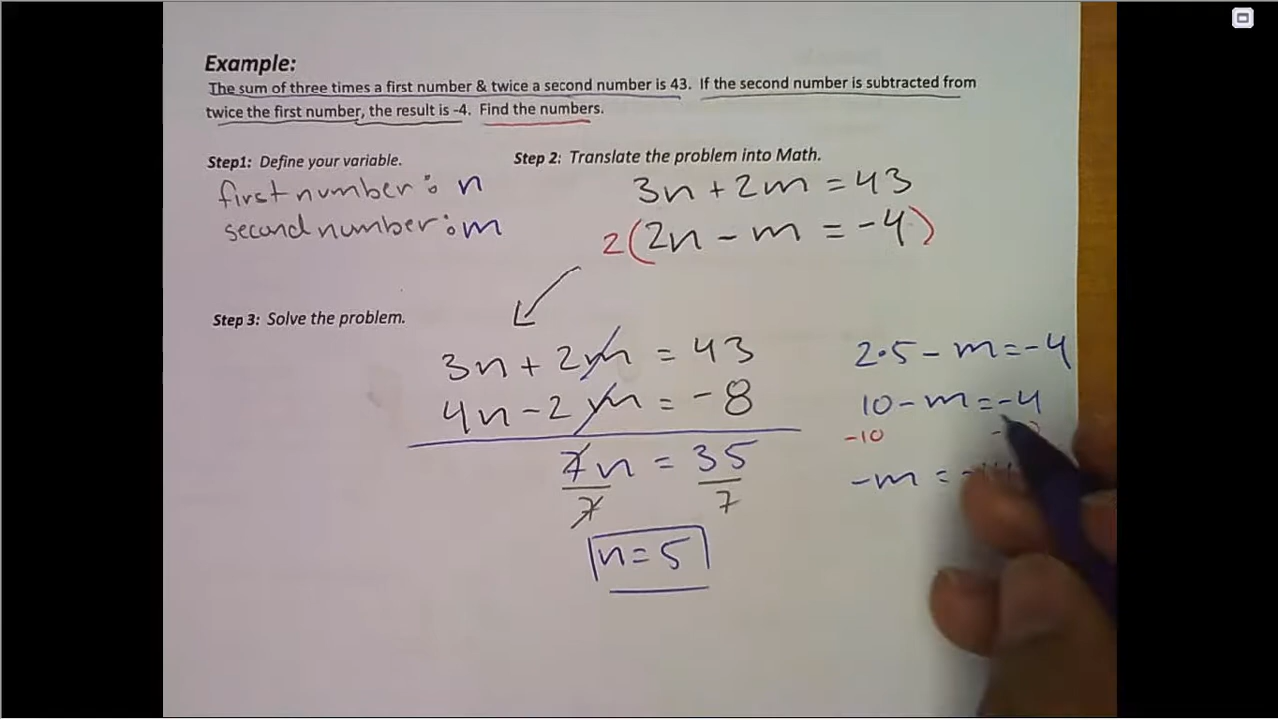 Example:
The sum of three times a first number & twice a second number is 43. If the second number is subtracted from
twice the first number, the result is -4. Find the numbers.
Step1: Define your variable.
first number: n
second number: m
Step 2: Translate the problem into Math.
3n + 2m = 43
2(2n - m = -4)
Step 3: Solve the problem.
3n + 2m = 43
4n - 2m = -8
7n = 35
7 7
n = 5
2·5 - m = -4
10 - m = -4
-10
-m =